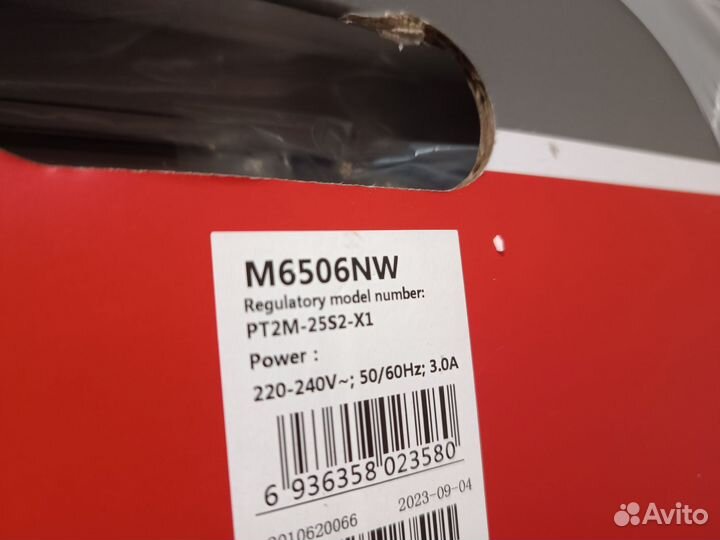 M6506NW
Regulatory model number:
PT2M-25S2-X1
Power :
220-240V~; 50/60Hz; 3.0A
6 936358 023580
2023-09-04
Avito